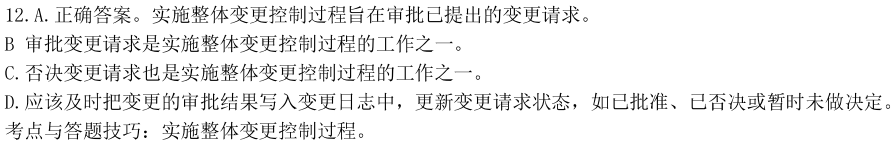 12.A.正确答案。实施整体变更控制过程旨在审批已提出的变更请求。
B 审批变更请求是实施整体变更控制过程的工作之一。
C.否决变更请求也是实施整体变更控制过程的工作之一。
D.应该及时把变更的审批结果写入变更日志中，更新变更请求状态，如已批准、已否决或暂时未做决定。
考点与答题技巧：实施整体变更控制过程。